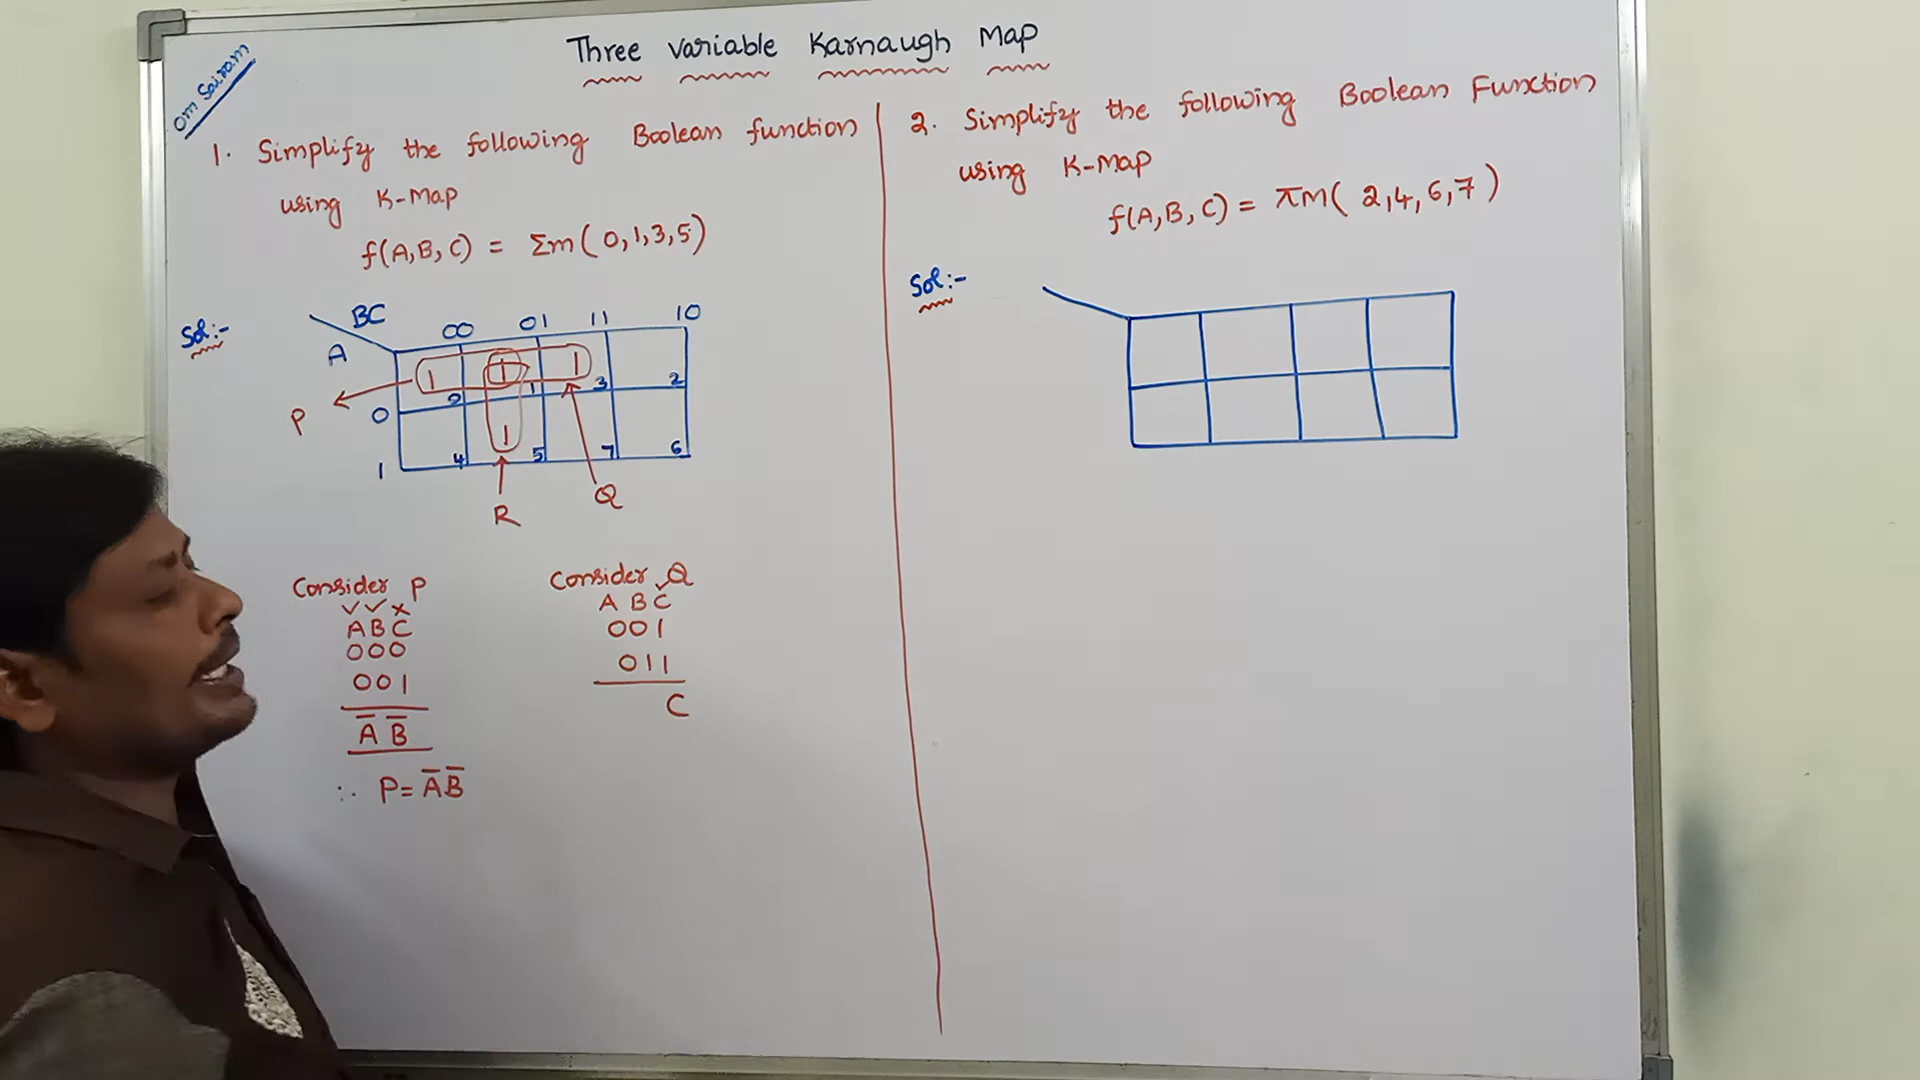 Om Sairam
Three Variable Karnaugh Map
1. Simplify the following Boolean function
using K-Map
f(A,B,C) = Σm( 0,1,3,5)
Sol:-
BC
A
00 01 11 10
0
1
1 1 1
0 1 3 2
1
4 5 7 6
P
R
Q
Consider P
✓✓×
ABC
000
001
A̅ B̅
∴ P= A̅ B̅
Consider Q
✓
A B C
001
011
C
2. Simplify the following Boolean Function
using K-Map
f(A,B,C) = πM( 2,4,6,7)
Sol:-